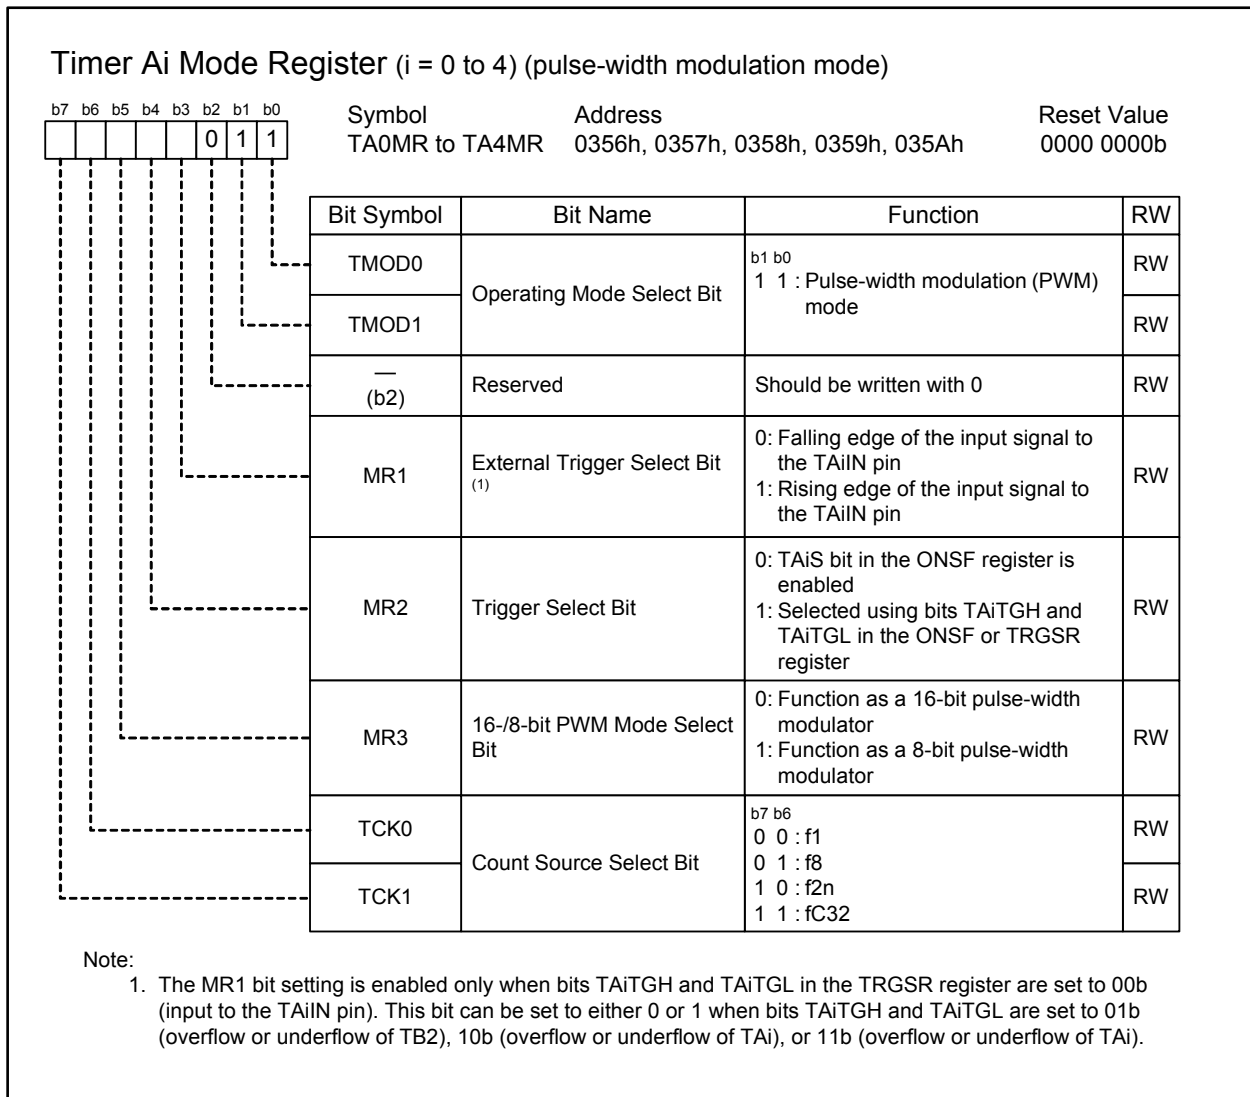 Timer Ai Mode Register (i = 0 to 4) (pulse-width modulation mode)
b7 b6 b5 b4 b3 b2 b1 b0
0 1 1
Symbol Address Reset Value
TA0MR to TA4MR 0356h, 0357h, 0358h, 0359h, 035Ah 0000 0000b
Bit Symbol Bit Name Function RW
TMOD0
TMOD1
Operating Mode Select Bit
b1 b0
1 1 : Pulse-width modulation (PWM)
mode
RW
RW
—
(b2)
Reserved
Should be written with 0
RW
MR1
External Trigger Select Bit
(1)
0: Falling edge of the input signal to
the TAiIN pin
1: Rising edge of the input signal to
the TAiIN pin
RW
MR2
Trigger Select Bit
0: TAiS bit in the ONSF register is
enabled
1: Selected using bits TAiTGH and
TAiTGL in the ONSF or TRGSR
register
RW
MR3
16-/8-bit PWM Mode Select
Bit
0: Function as a 16-bit pulse-width
modulator
1: Function as a 8-bit pulse-width
modulator
RW
TCK0
TCK1
Count Source Select Bit
b7 b6
0 0 : f1
0 1 : f8
1 0 : f2n
1 1 : fC32
RW
RW
Note:
1. The MR1 bit setting is enabled only when bits TAiTGH and TAiTGL in the TRGSR register are set to 00b
(input to the TAiIN pin). This bit can be set to either 0 or 1 when bits TAiTGH and TAiTGL are set to 01b
(overflow or underflow of TB2), 10b (overflow or underflow of TAi), or 11b (overflow or underflow of TAi).